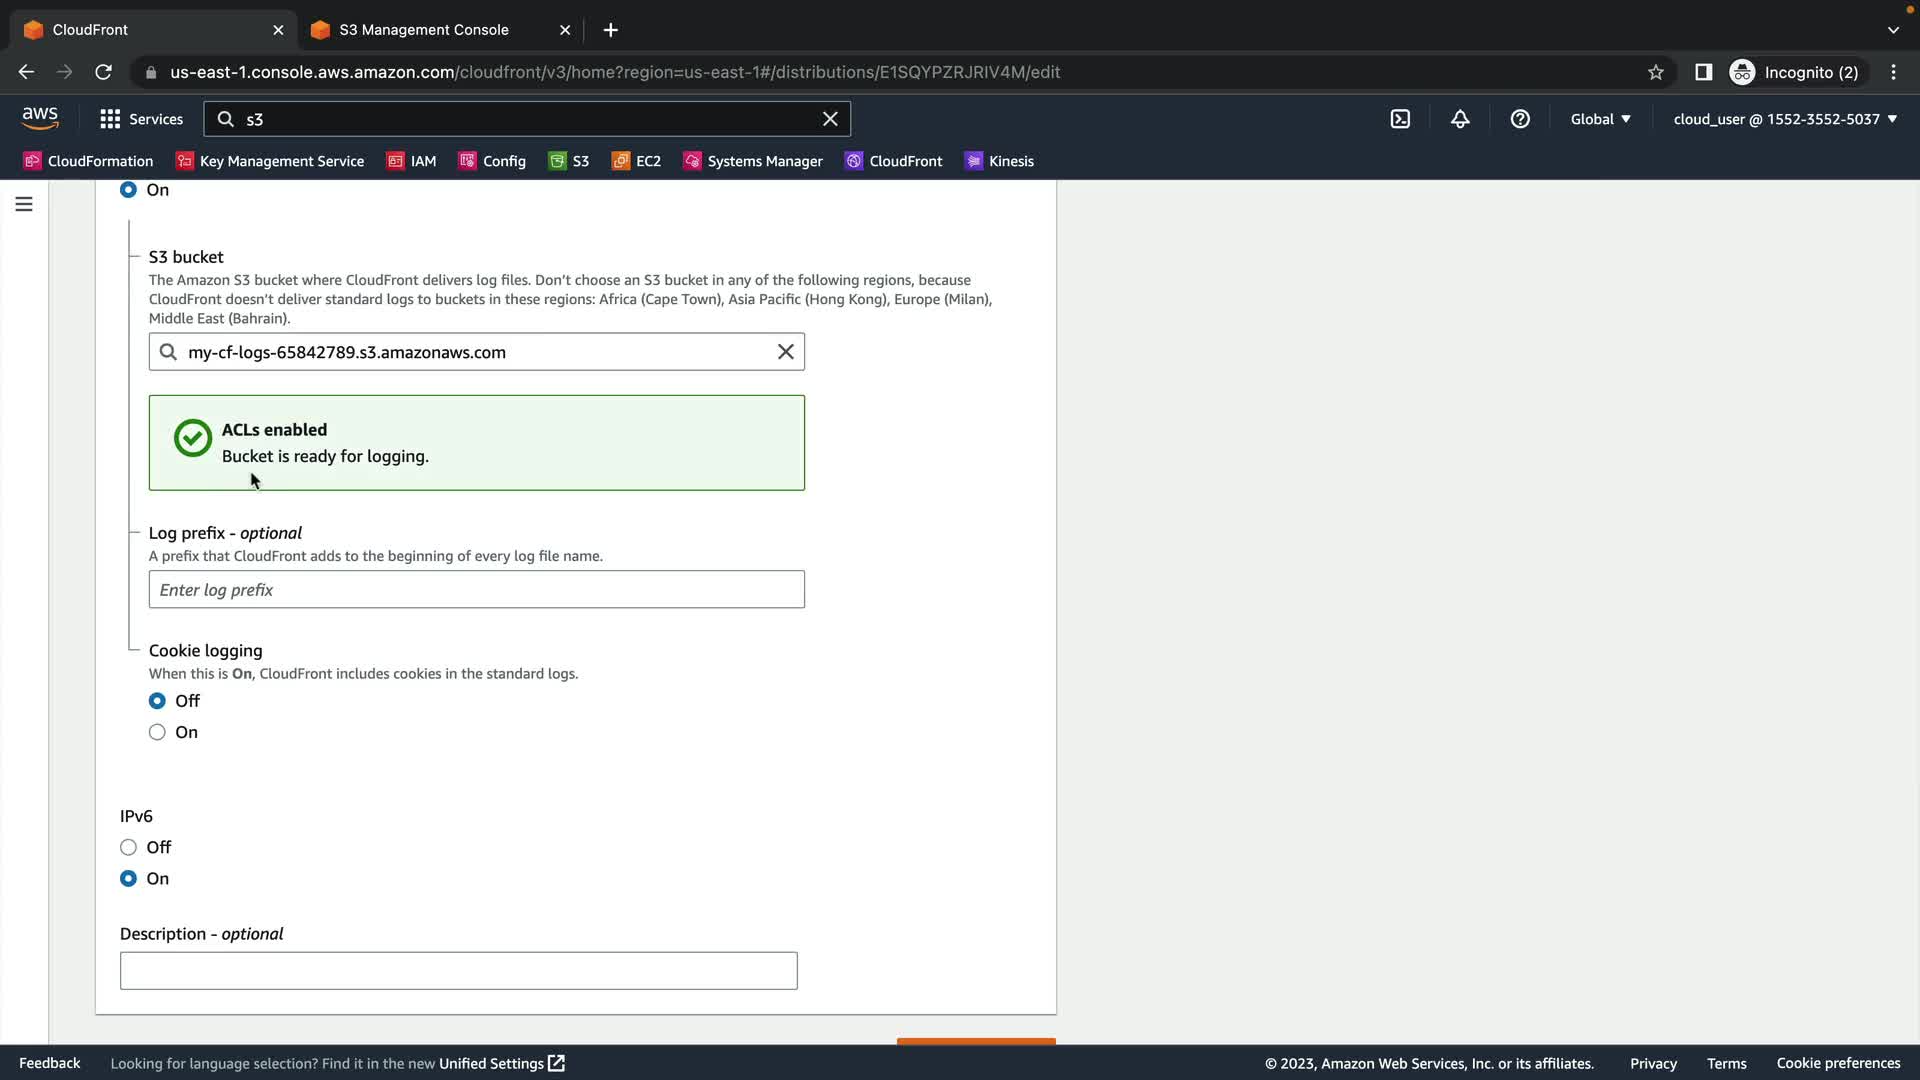 CloudFront
S3 Management Console
us-east-1.console.aws.amazon.com/cloudfront/v3/home?region=us-east-1#/distributions/E1SQYPZRJRIV4M/edit
Incognito (2)
aws
Services
s3
Global
cloud_user @ 1552-3552-5037
CloudFormation
Key Management Service
IAM
Config
S3
EC2
Systems Manager
CloudFront
Kinesis
On
S3 bucket
The Amazon S3 bucket where CloudFront delivers log files. Don't choose an S3 bucket in any of the following regions, because
CloudFront doesn't deliver standard logs to buckets in these regions: Africa (Cape Town), Asia Pacific (Hong Kong), Europe (Milan),
Middle East (Bahrain).
my-cf-logs-65842789.s3.amazonaws.com
ACLs enabled
Bucket is ready for logging.
Log prefix - optional
A prefix that CloudFront adds to the beginning of every log file name.
Enter log prefix
Cookie logging
When this is On, CloudFront includes cookies in the standard logs.
Off
On
IPv6
Off
On
Description - optional
Feedback
Looking for language selection? Find it in the new Unified Settings
© 2023, Amazon Web Services, Inc. or its affiliates.
Privacy
Terms
Cookie preferences